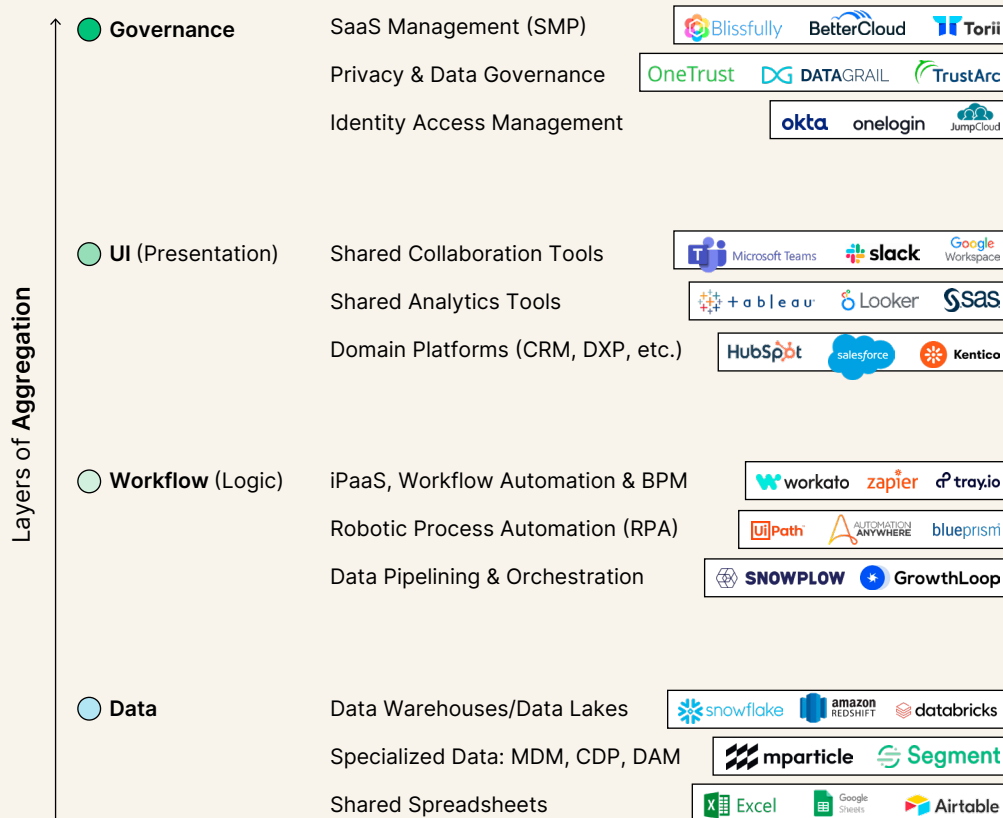 Governance
SaaS Management (SMP)
Blissfully BetterCloud Torii
Privacy & Data Governance
OneTrust DATAGRAIL TrustArc
Identity Access Management
okta onelogin JumpCloud
Layers of Aggregation
UI (Presentation)
Shared Collaboration Tools
Microsoft Teams slack Google Workspace
Shared Analytics Tools
+ a b l e a u Looker sas
Domain Platforms (CRM, DXP, etc.)
HubSpot salesforce Kentico
Workflow (Logic)
iPaaS, Workflow Automation & BPM
workato zapier tray.io
Robotic Process Automation (RPA)
UiPath AUTOMATION ANYWHERE blueprism
Data Pipelining & Orchestration
SNOWPLOW GrowthLoop
Data
Data Warehouses/Data Lakes
snowflake amazon REDSHIFT databricks
Specialized Data: MDM, CDP, DAM
mparticle Segment
Shared Spreadsheets
Excel Google Sheets Airtable